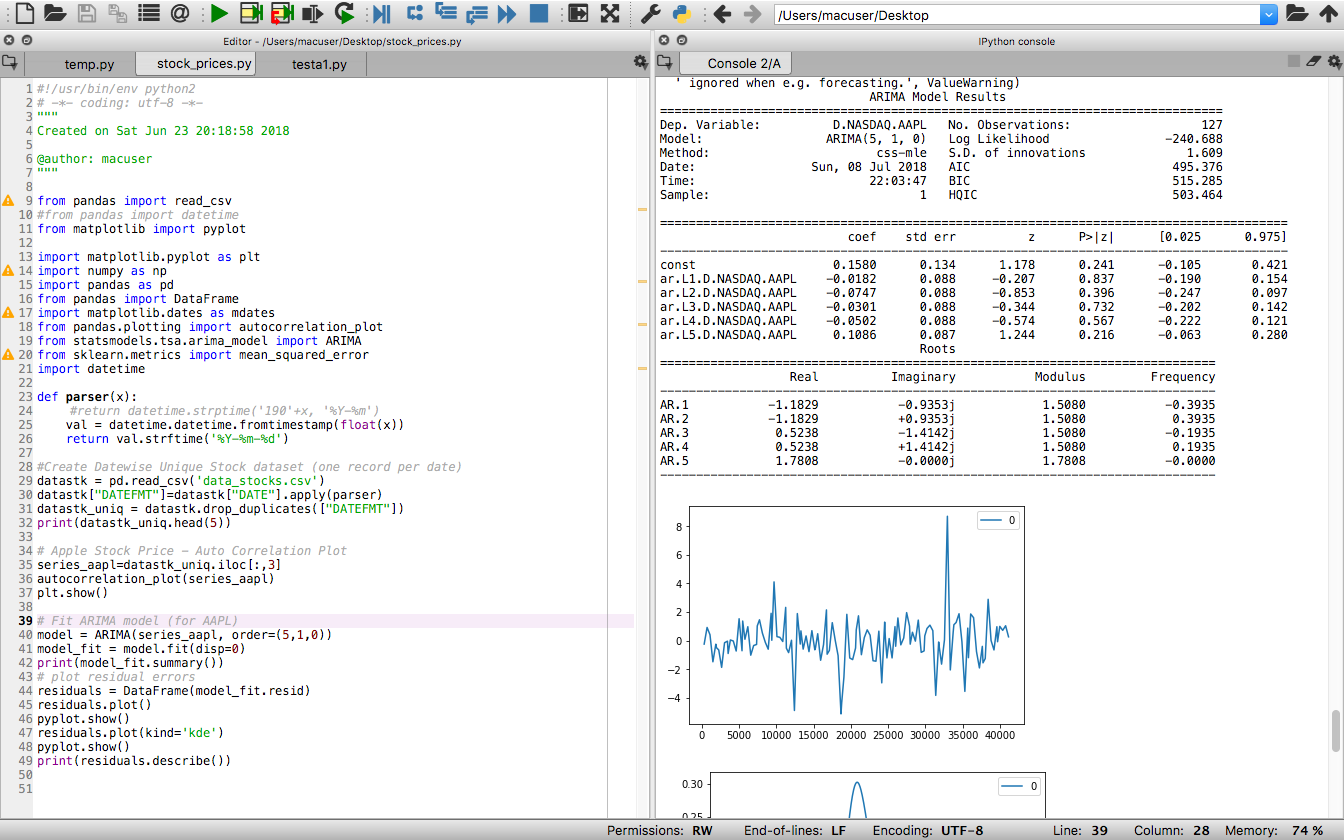 /Users/macuser/Desktop
Editor - /Users/macuser/Desktop/stock_prices.py
temp.py stock_prices.py testa1.py
1 #!/usr/bin/env python2
2 # -*- coding: utf-8 -*-
3 """
4 Created on Sat Jun 23 20:18:58 2018
5
6 @author: macuser
7 """
8
9 from pandas import read_csv
10 #from pandas import datetime
11 from matplotlib import pyplot
12
13 import matplotlib.pyplot as plt
14 import numpy as np
15 import pandas as pd
16 from pandas import DataFrame
17 import matplotlib.dates as mdates
18 from pandas.plotting import autocorrelation_plot
19 from statsmodels.tsa.arima_model import ARIMA
20 from sklearn.metrics import mean_squared_error
21 import datetime
22
23 def parser(x):
24 #return datetime.strptime('190'+x, '%Y-%m')
25 val = datetime.datetime.fromtimestamp(float(x))
26 return val.strftime('%Y-%m-%d')
27
28 #Create Datewise Unique Stock dataset (one record per date)
29 datastk = pd.read_csv('data_stocks.csv')
30 datastk["DATEFMT"]=datastk["DATE"].apply(parser)
31 datastk_uniq = datastk.drop_duplicates(["DATEFMT"])
32 print(datastk_uniq.head(5))
33
34 # Apple Stock Price - Auto Correlation Plot
35 series_aapl=datastk_uniq.iloc[:,3]
36 autocorrelation_plot(series_aapl)
37 plt.show()
38
39 # Fit ARIMA model (for AAPL)
40 model = ARIMA(series_aapl, order=(5,1,0))
41 model_fit = model.fit(disp=0)
42 print(model_fit.summary())
43 # plot residual errors
44 residuals = DataFrame(model_fit.resid)
45 residuals.plot()
46 pyplot.show()
47 residuals.plot(kind='kde')
48 pyplot.show()
49 print(residuals.describe())
50
51
IPython console
Console 2/A
' ignored when e.g. forecasting.', ValueWarning)
ARIMA Model Results
==============================================================================
Dep. Variable: D.NASDAQ.AAPL No. Observations: 127
Model: ARIMA(5, 1, 0) Log Likelihood -240.688
Method: css-mle S.D. of innovations 1.609
Date: Sun, 08 Jul 2018 AIC 495.376
Time: 22:03:47 BIC 515.285
Sample: 1 HQIC 503.464
=======================================================================================
coef std err z P>|z| [0.025 0.975]
---------------------------------------------------------------------------------------
const 0.1580 0.134 1.178 0.241 -0.105 0.421
ar.L1.D.NASDAQ.AAPL -0.0182 0.088 -0.207 0.837 -0.190 0.154
ar.L2.D.NASDAQ.AAPL -0.0747 0.088 -0.853 0.396 -0.247 0.097
ar.L3.D.NASDAQ.AAPL -0.0301 0.088 -0.344 0.732 -0.202 0.142
ar.L4.D.NASDAQ.AAPL -0.0502 0.088 -0.574 0.567 -0.222 0.121
ar.L5.D.NASDAQ.AAPL 0.1086 0.087 1.244 0.216 -0.063 0.280
Roots
=============================================================================
Real Imaginary Modulus Frequency
-----------------------------------------------------------------------------
AR.1 -1.1829 -0.9353j 1.5080 -0.3935
AR.2 -1.1829 +0.9353j 1.5080 0.3935
AR.3 0.5238 -1.4142j 1.5080 -0.1935
AR.4 0.5238 +1.4142j 1.5080 0.1935
AR.5 1.7808 -0.0000j 1.7808 -0.0000
-----------------------------------------------------------------------------
0
8
6
4
2
0
-2
-4
0 5000 10000 15000 20000 25000 30000 35000 40000
0.30
0
0.25
Permissions: RW End-of-lines: LF Encoding: UTF-8 Line: 39 Column: 28 Memory: 74 %